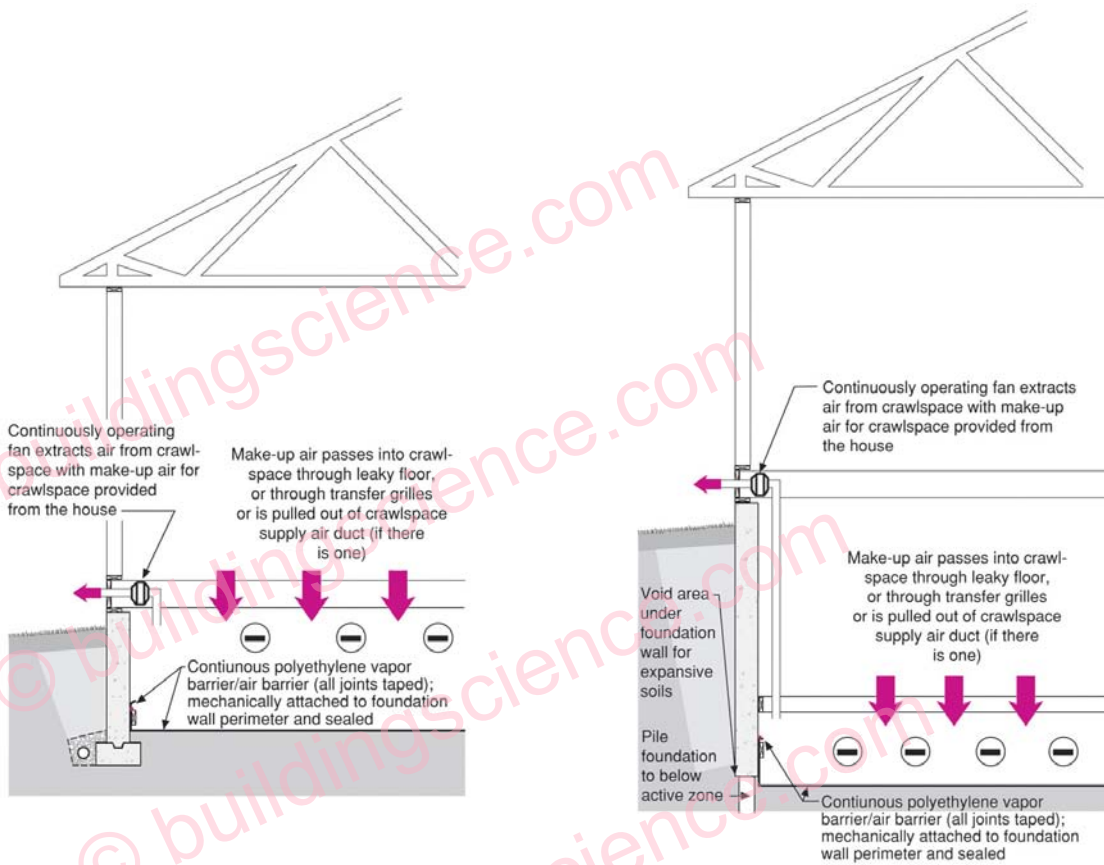 Continuously operating
fan extracts air from crawl-
space with make-up air for
crawlspace provided
from the house
Make-up air passes into crawl-
space through leaky floor,
or through transfer grilles
or is pulled out of crawlspace
supply air duct (if there
is one)
Contiunous polyethylene vapor
barrier/air barrier (all joints taped);
mechanically attached to foundation
wall perimeter and sealed
Continuously operating fan extracts
air from crawlspace with make-up
air for crawlspace provided from
the house
Void area
under
foundation
wall for
expansive
soils
Make-up air passes into crawl-
space through leaky floor,
or through transfer grilles
or is pulled out of crawlspace
supply air duct (if there
is one)
Pile
foundation
to below
active zone
Contiunous polyethylene vapor
barrier/air barrier (all joints taped);
mechanically attached to foundation
wall perimeter and sealed
buildingscience.com
© buildingscience.com
© buildingscience.com